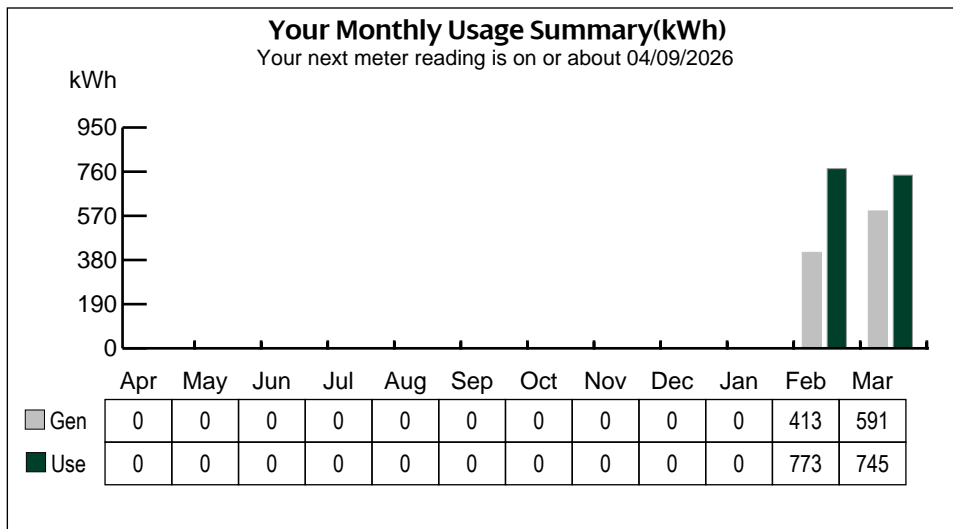 Your Monthly Usage Summary(kWh)
Your next meter reading is on or about 04/09/2026
kWh
950
760
570
380
190
0
Apr May Jun Jul Aug Sep Oct Nov Dec Jan Feb Mar
Gen 0 0 0 0 0 0 0 0 0 0 413 591
Use 0 0 0 0 0 0 0 0 0 0 773 745